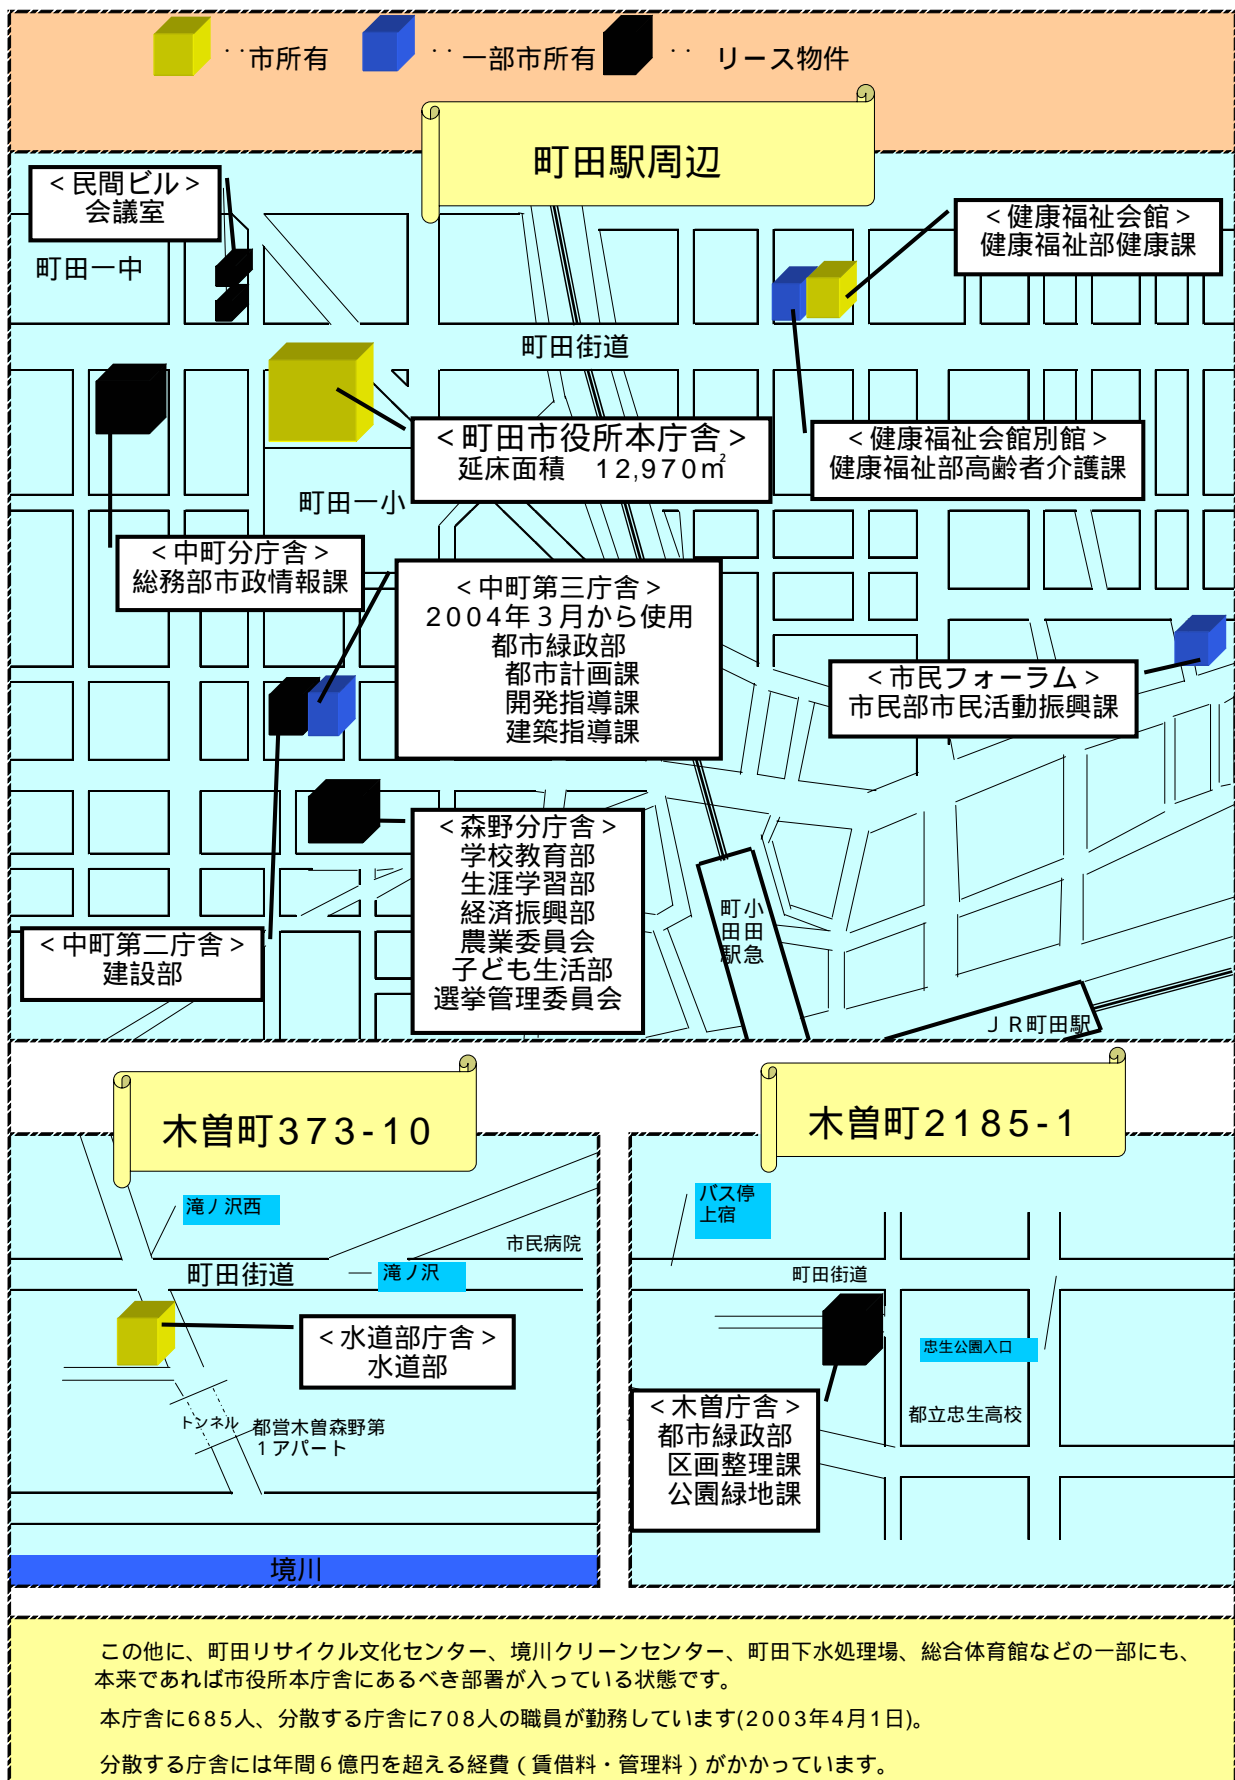 ‥市所有
‥一部市所有
‥ リース物件
町田駅周辺
＜民間ビル＞
会議室
町田一中
＜健康福祉会館＞
健康福祉部健康課
町田街道
＜町田市役所本庁舎＞
延床面積　12,970㎡
＜健康福祉会館別館＞
健康福祉部高齢者介護課
町田一小
＜中町分庁舎＞
総務部市政情報課
＜中町第三庁舎＞
2004年３月から使用
都市緑政部
都市計画課
開発指導課
建築指導課
＜市民フォーラム＞
市民部市民活動振興課
＜森野分庁舎＞
学校教育部
生涯学習部
経済振興部
農業委員会
子ども生活部
選挙管理委員会
＜中町第二庁舎＞
建設部
小田急
町田駅
ＪＲ町田駅
木曽町373-10
滝ノ沢西
市民病院
町田街道
滝ノ沢
＜水道部庁舎＞
水道部
トンネル
都営木曽森野第
１アパート
境川
木曽町2185-1
バス停
上宿
町田街道
忠生公園入口
＜木曽庁舎＞
都市緑政部
区画整理課
公園緑地課
都立忠生高校
この他に、町田リサイクル文化センター、境川クリーンセンター、町田下水処理場、総合体育館などの一部にも、
本来であれば市役所本庁舎にあるべき部署が入っている状態です。
本庁舎に685人、分散する庁舎に708人の職員が勤務しています(2003年4月1日)。
分散する庁舎には年間６億円を超える経費（賃借料・管理料）がかかっています。